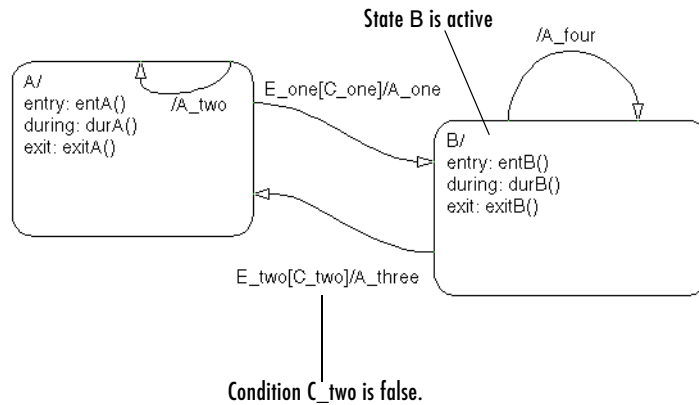 State B is active
/A_four
A/
entry: entA()
during: durA()
exit: exitA()
/A_two
E_one[C_one]/A_one
B/
entry: entB()
during: durB()
exit: exitB()
E_two[C_two]/A_three
Condition C_two is false.